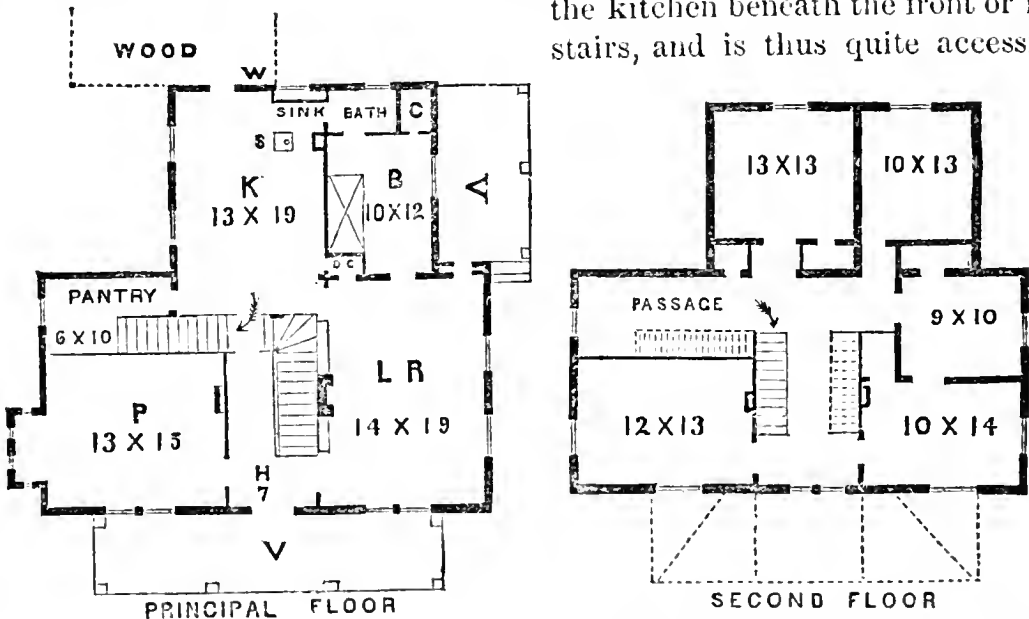 the kitchen beneath the front or
stairs, and is thus quite access
WOOD
W
SINK
BATH
C
S
K
13 X 19
B
10X12
V
D C
PANTRY
6 X 10
L R
14 X 19
P
13 X 15
H
7
V
PRINCIPAL FLOOR
13 X 13
10 X 13
PASSAGE
9 X 10
12 X 13
10 X 14
SECOND FLOOR